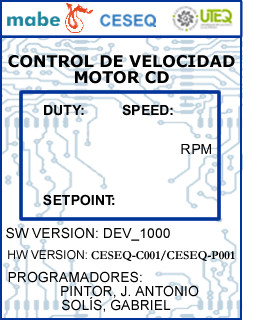 mabe CESEQ UTEQ
CONTROL DE VELOCIDAD
MOTOR CD
DUTY: SPEED:
RPM
SETPOINT:
SW VERSION: DEV_1000
HW VERSION: CESEQ-C001/CESEQ-P001
PROGRAMADORES:
PINTOR, J. ANTONIO
SOLÍS, GABRIEL